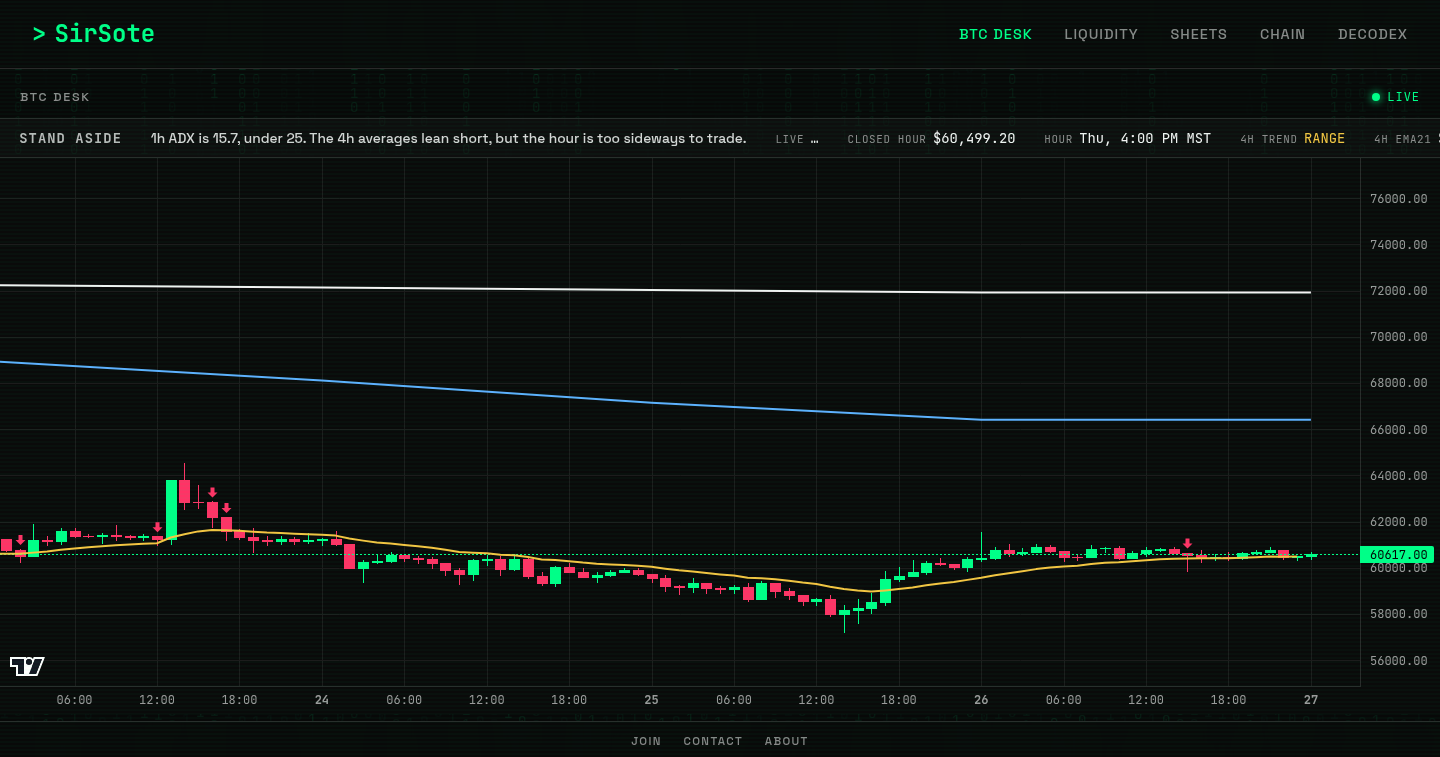 > SirSote
BTC DESK LIQUIDITY SHEETS CHAIN DECODEX
BTC DESK
LIVE
STAND ASIDE 1h ADX is 15.7, under 25. The 4h averages lean short, but the hour is too sideways to trade. LIVE … CLOSED HOUR $60,499.20 HOUR Thu, 4:00 PM MST 4H TREND RANGE 4H EMA21
76000.00
74000.00
72000.00
70000.00
68000.00
66000.00
64000.00
62000.00
60617.00
60000.00
58000.00
56000.00
06:00 12:00 18:00 24 06:00 12:00 18:00 25 06:00 12:00 18:00 26 06:00 12:00 18:00 27
JOIN CONTACT ABOUT